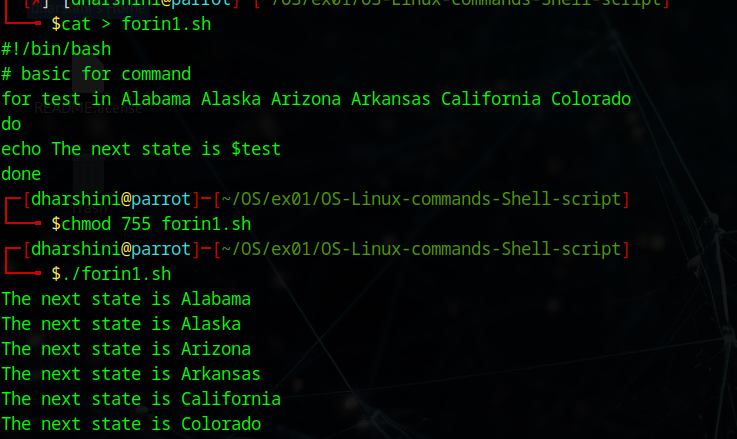 [x] [dharshini@parrot] [~/OS/ex01/OS-Linux-commands-Shell-script]
$cat > forin1.sh
#!/bin/bash
# basic for command
for test in Alabama Alaska Arizona Arkansas California Colorado
do
echo The next state is $test
done
[dharshini@parrot]-[~/OS/ex01/OS-Linux-commands-Shell-script]
$chmod 755 forin1.sh
[dharshini@parrot]-[~/OS/ex01/OS-Linux-commands-Shell-script]
$./forin1.sh
The next state is Alabama
The next state is Alaska
The next state is Arizona
The next state is Arkansas
The next state is California
The next state is Colorado